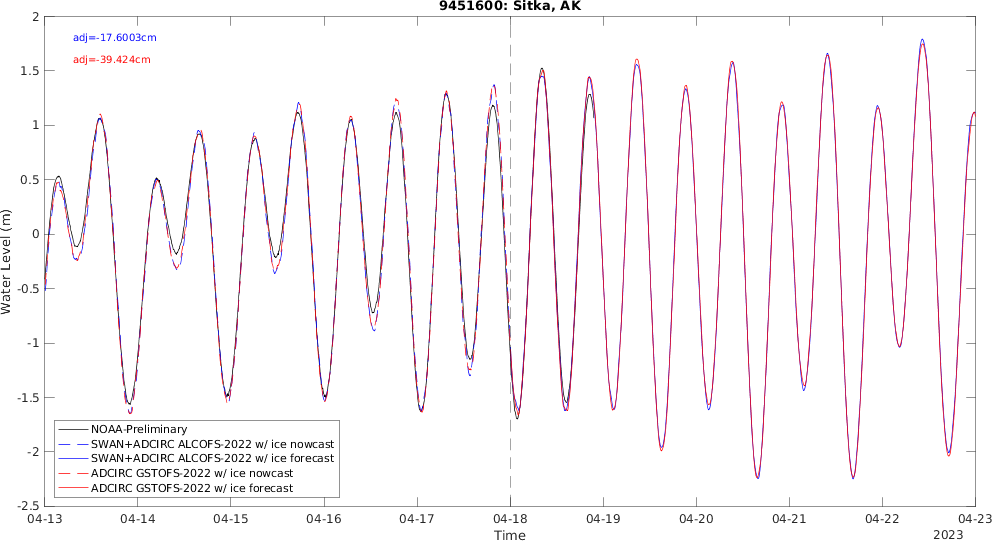 9451600: Sitka, AK
adj=-17.6003cm
adj=-39.424cm
Water Level (m)
2
1.5
1
0.5
0
-0.5
-1
-1.5
-2
-2.5
NOAA-Preliminary
SWAN+ADCIRC ALCOFS-2022 w/ ice nowcast
SWAN+ADCIRC ALCOFS-2022 w/ ice forecast
ADCIRC GSTOFS-2022 w/ ice nowcast
ADCIRC GSTOFS-2022 w/ ice forecast
04-13 04-14 04-15 04-16 04-17 04-18 04-19 04-20 04-21 04-22 04-23
Time
2023